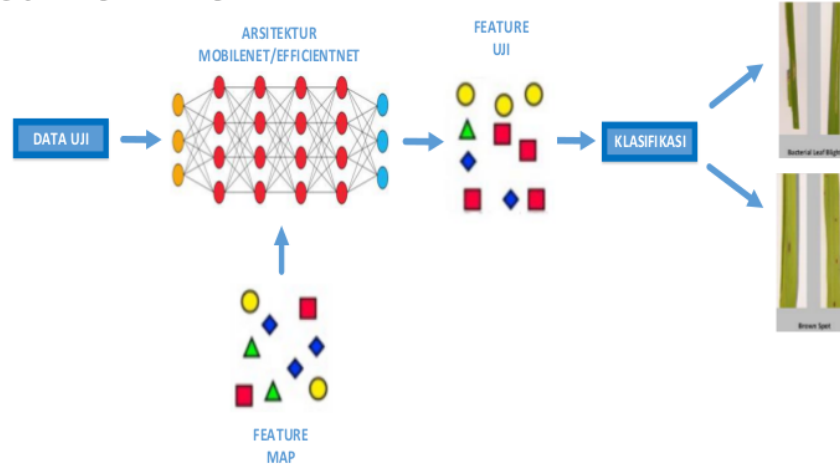 ARSITEKTUR
MOBILENET/EFFICIENTNET
FEATURE
UJI
DATA UJI
KLASIFIKASI
Bacterial Leaf Blight
Brown Spot
FEATURE
MAP